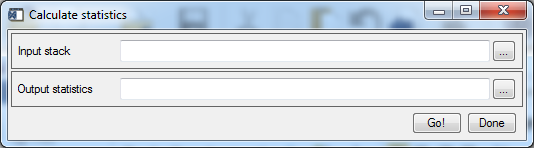 Calculate statistics
Input stack ...
Output statistics ...
Go! Done